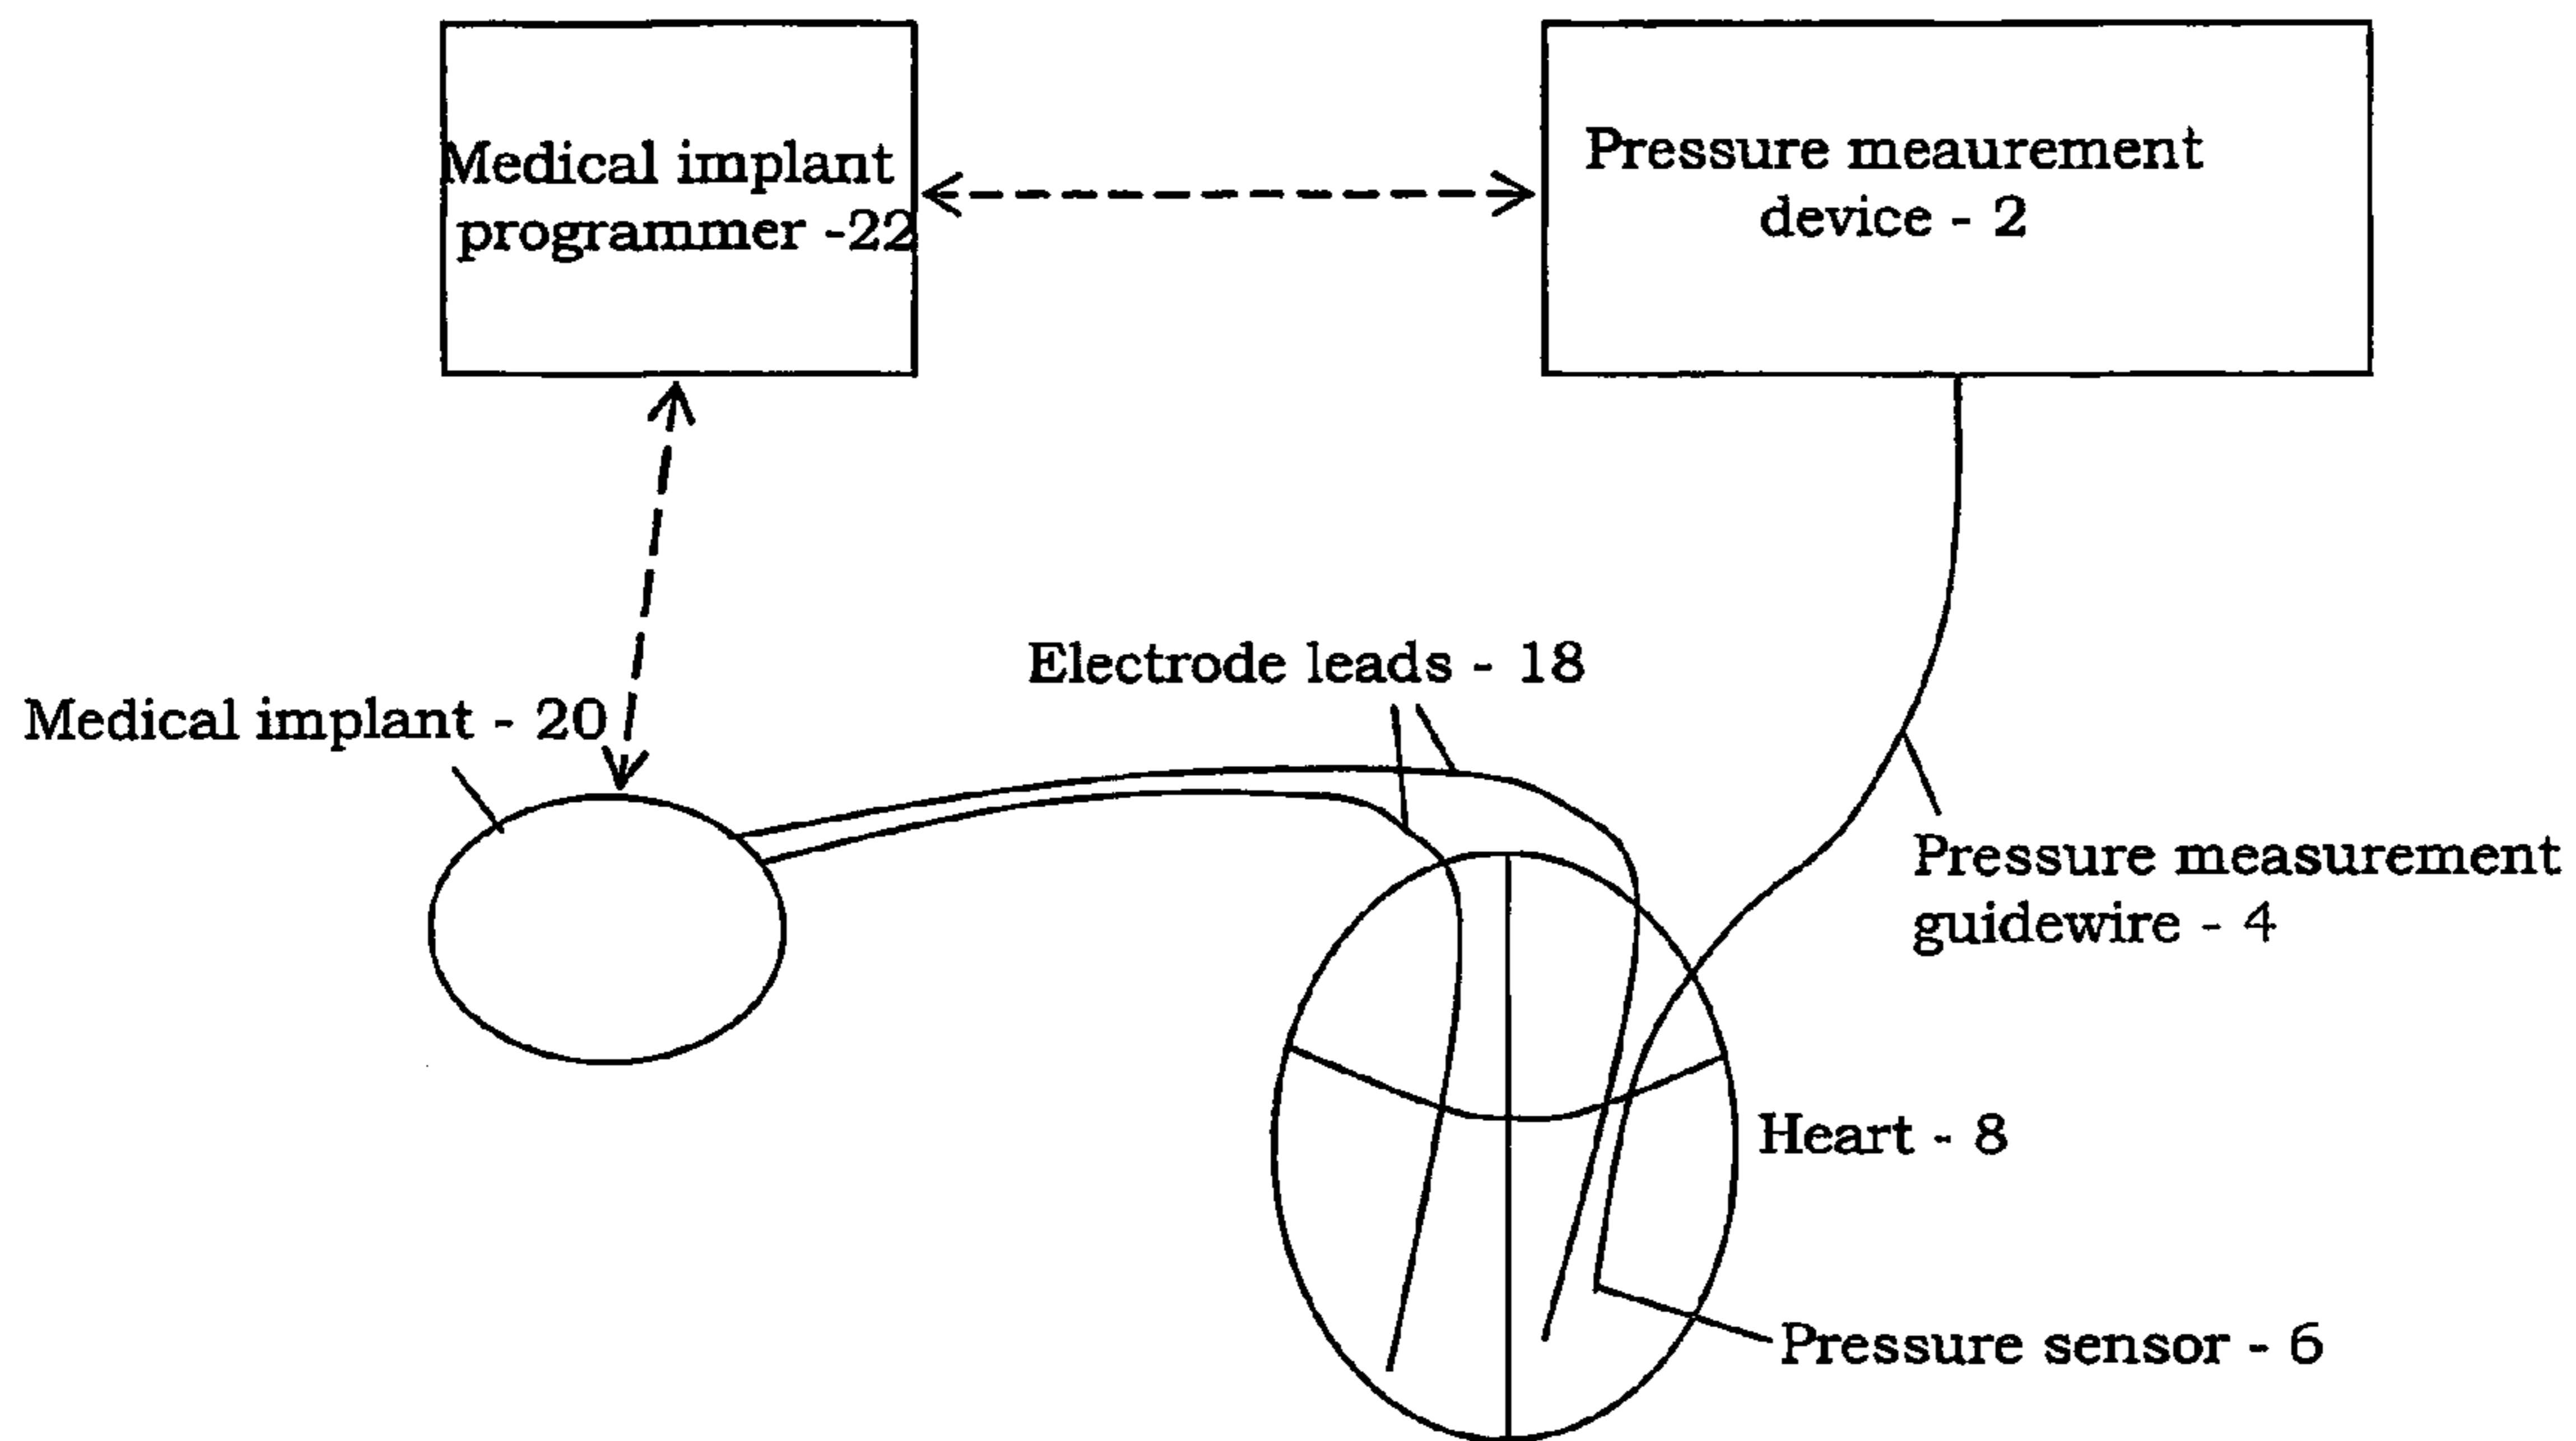 Medical implant
programmer -22
Pressure meaurement
device - 2
Electrode leads - 18
Medical implant - 20
Pressure measurement
guidewire - 4
Heart - 8
Pressure sensor - 6